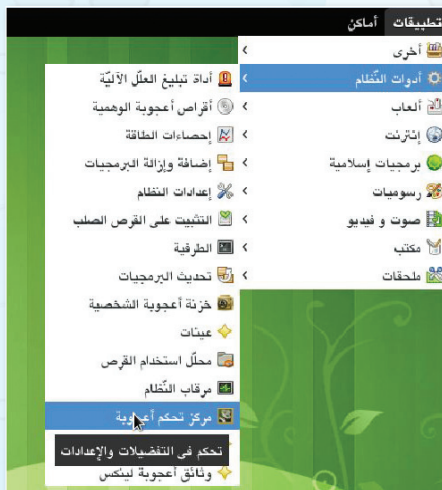 تطبيقات أماكن
أخرى
أدوات النّظام
ألعاب
إنترنت
برمجيات إسلامية
رسوميات
صوت و فيديو
مكتب
ملحقات
أداة تبليغ العلل الآليّة
أقراص أعجوبة الوهمية
إحصاءات الطاقة
إضافة وإزالة البرمجيات
إعدادات النظام
التثبيت على القرص الصلب
الطرفية
تحديث البرمجيات
خزنة أعجوبة الشخصية
عينات
محلّل استخدام القرص
مرقاب النّظام
مركز تحكم أعجوبة
تحكم في التفضيلات والإعدادات
وثائق أعجوبة لينكس